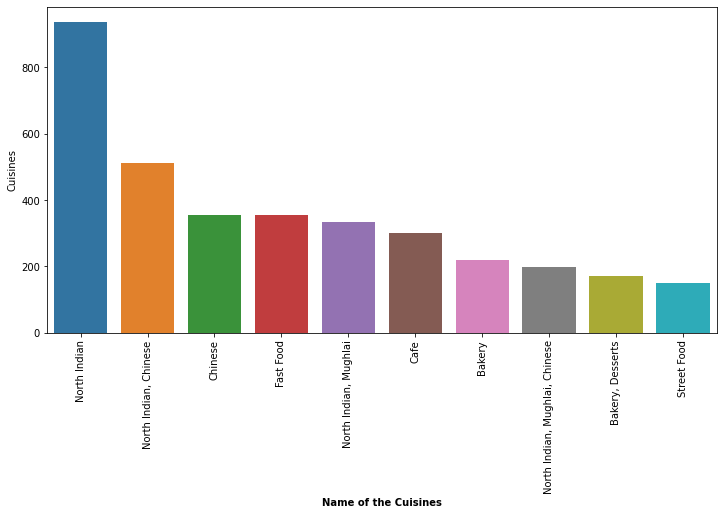 800
600
400
200
0
Cuisines
North Indian
North Indian, Chinese
Chinese
Fast Food
North Indian, Mughlai
Cafe
Bakery
North Indian, Mughlai, Chinese
Bakery, Desserts
Street Food
Name of the Cuisines